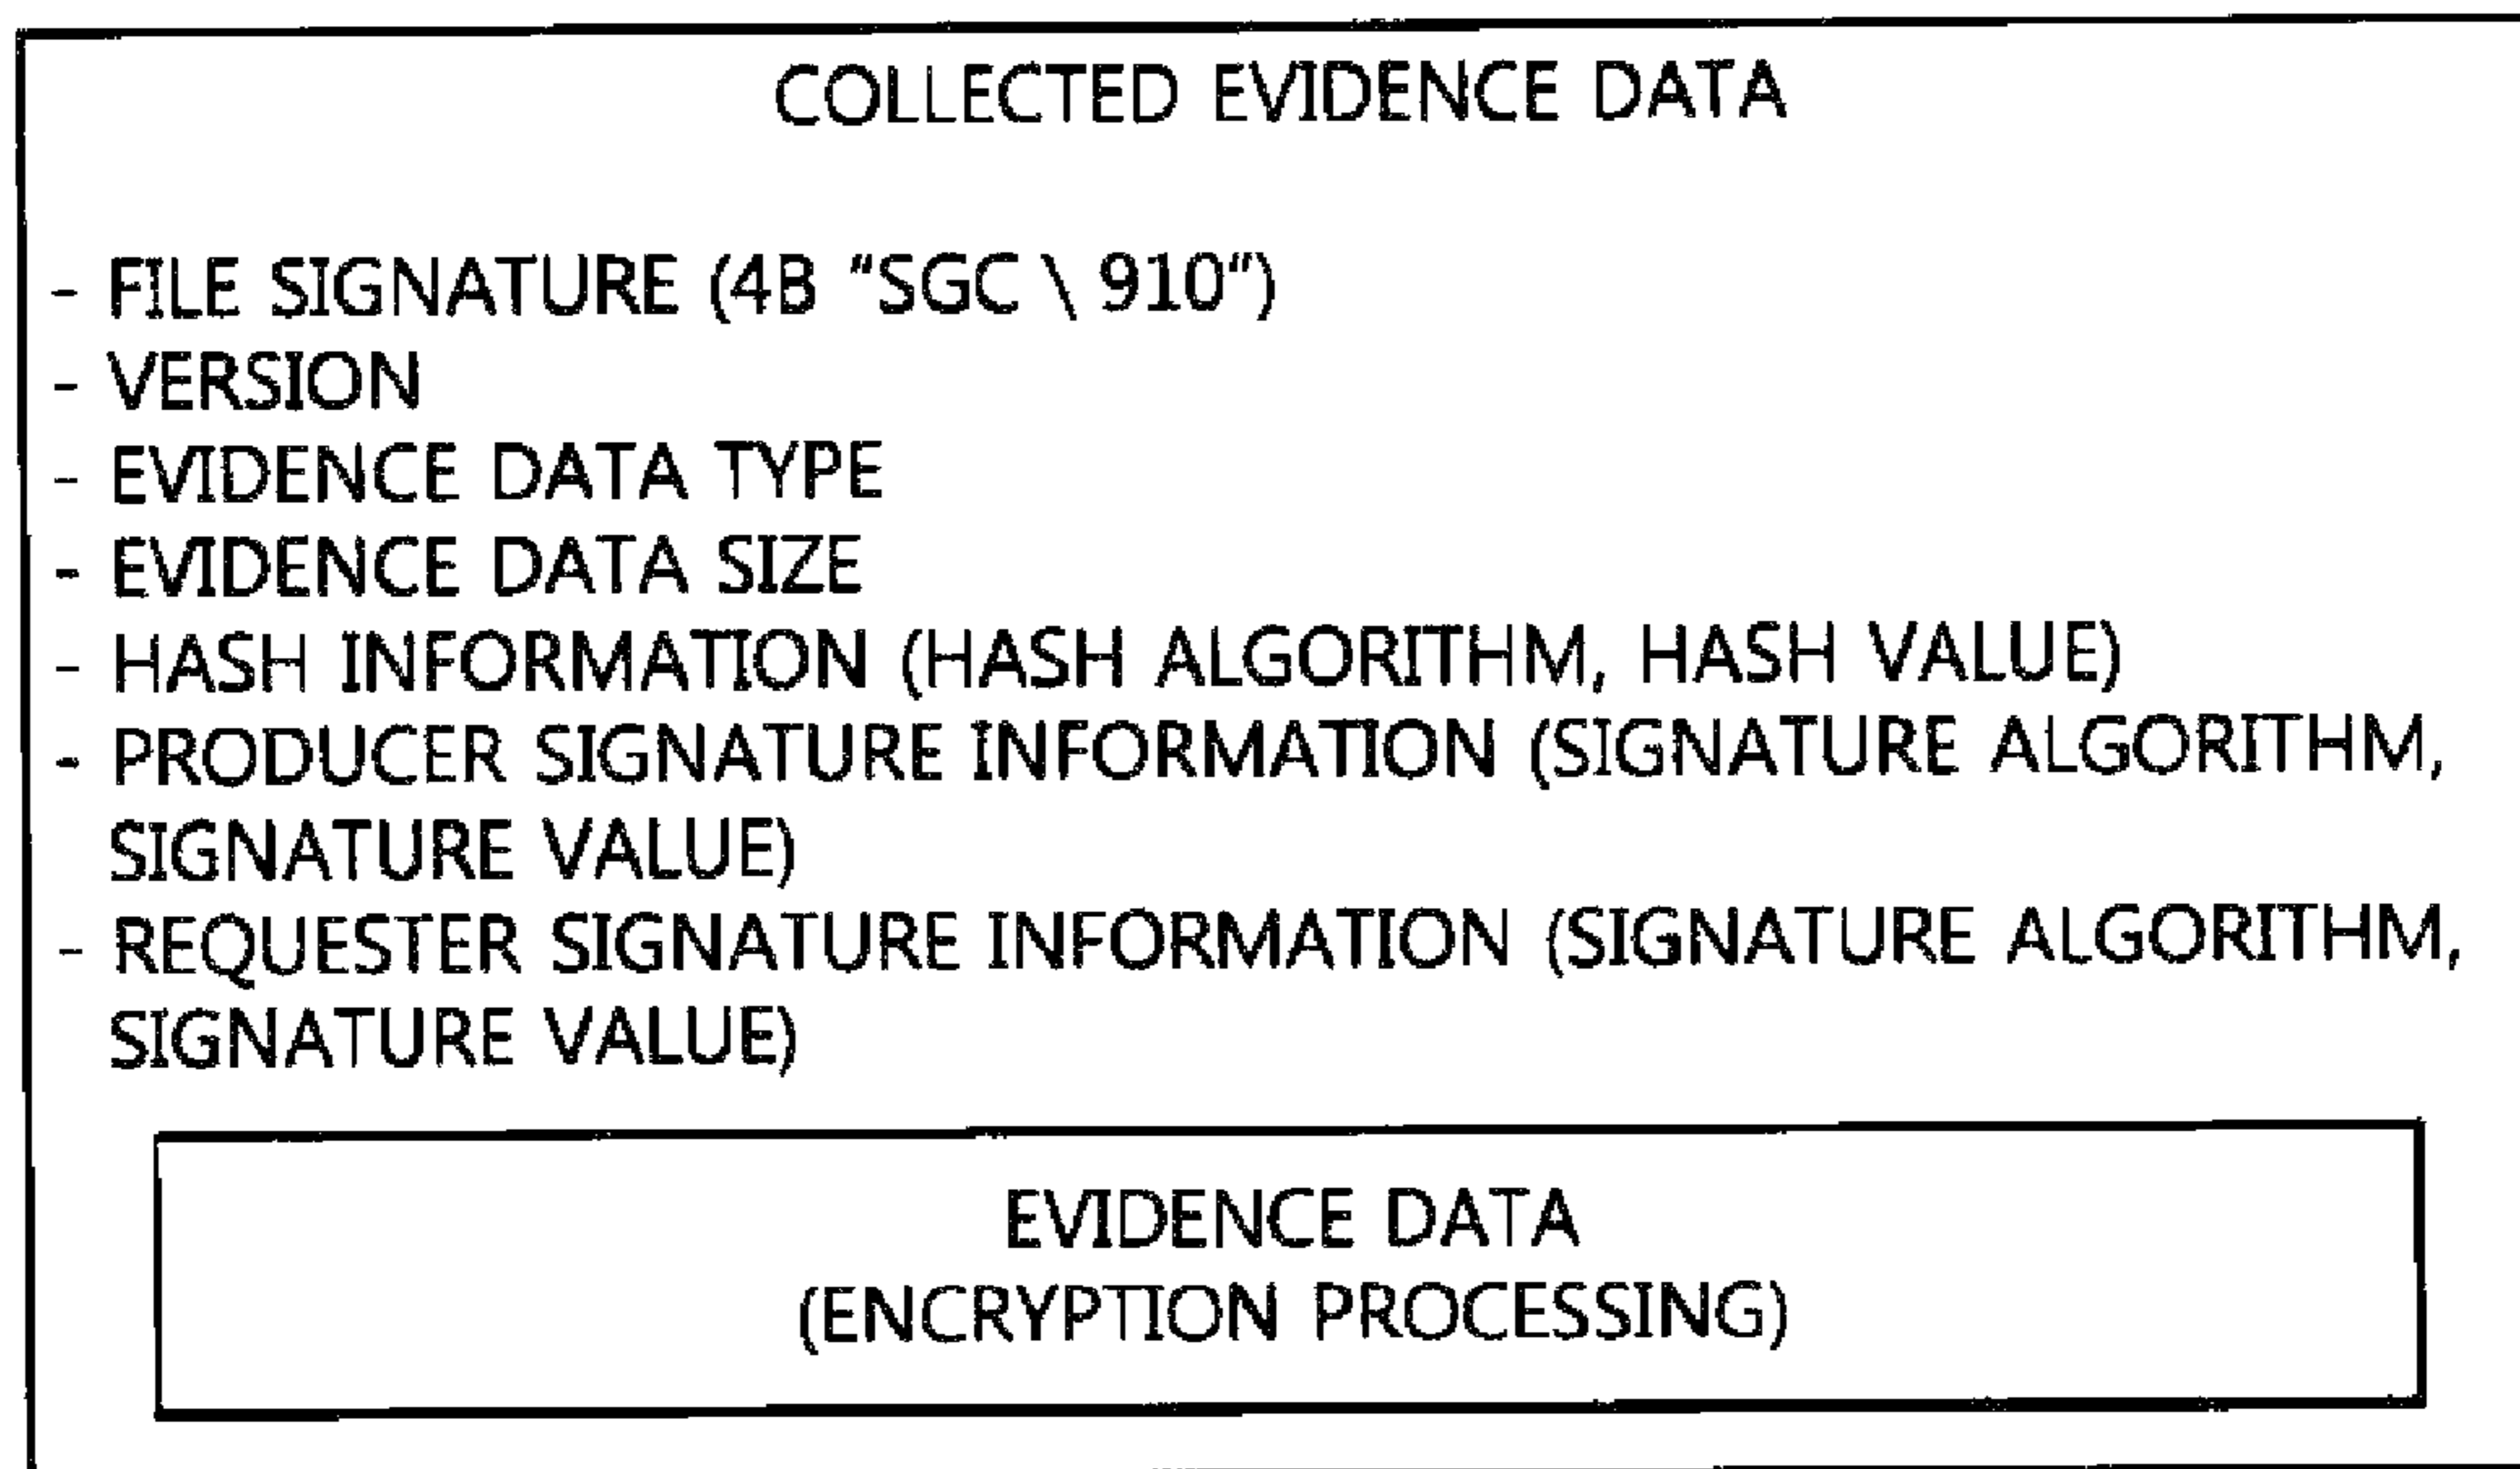 COLLECTED EVIDENCE DATA
- FILE SIGNATURE (4B "SGC \ 910")
- VERSION
- EVIDENCE DATA TYPE
- EVIDENCE DATA SIZE
- HASH INFORMATION (HASH ALGORITHM, HASH VALUE)
- PRODUCER SIGNATURE INFORMATION (SIGNATURE ALGORITHM,
SIGNATURE VALUE)
- REQUESTER SIGNATURE INFORMATION (SIGNATURE ALGORITHM,
SIGNATURE VALUE)
EVIDENCE DATA
(ENCRYPTION PROCESSING)